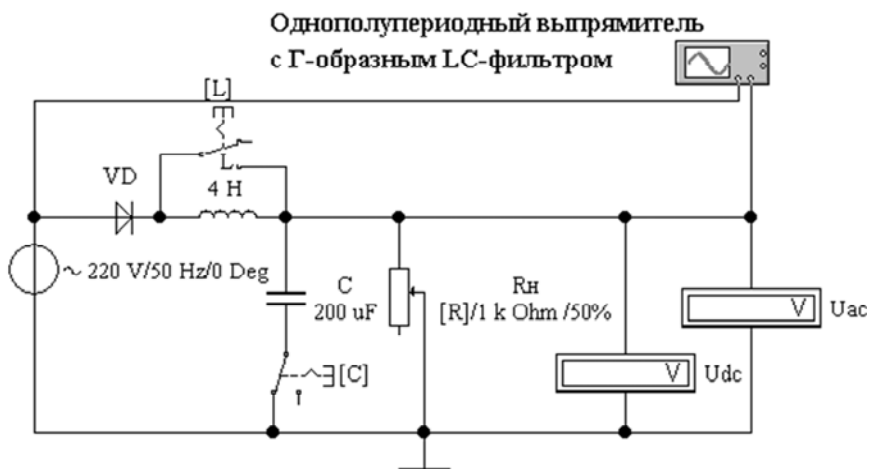 Однополупериодный выпрямитель
с Г-образным LC-фильтром
[L]
L
VD
4 H
~ 220 V/50 Hz/0 Deg
C
200 uF
Rн
[R]/1 k Ohm /50%
V
Uac
V
Udc
[C]